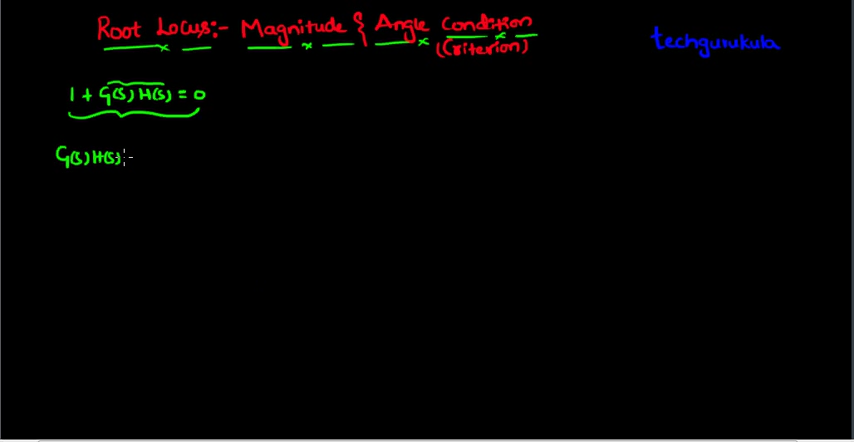 Root Locus:- Magnitude & Angle Condition
(Criterion)
techgurukula
1 + G(s) H(s) = 0
G(s) H(s) :-